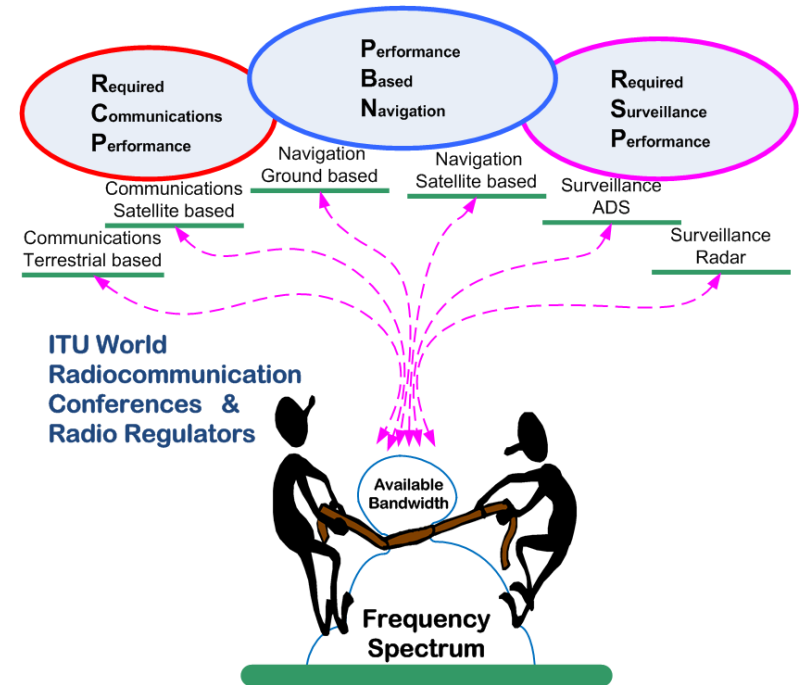 Required
Communications
Performance
Performance
Based
Navigation
Required
Surveillance
Performance
Communications
Terrestrial based
Communications
Satellite based
Navigation
Ground based
Navigation
Satellite based
Surveillance
ADS
Surveillance
Radar
ITU World
Radiocommunication
Conferences &
Radio Regulators
Available
Bandwidth
Frequency
Spectrum